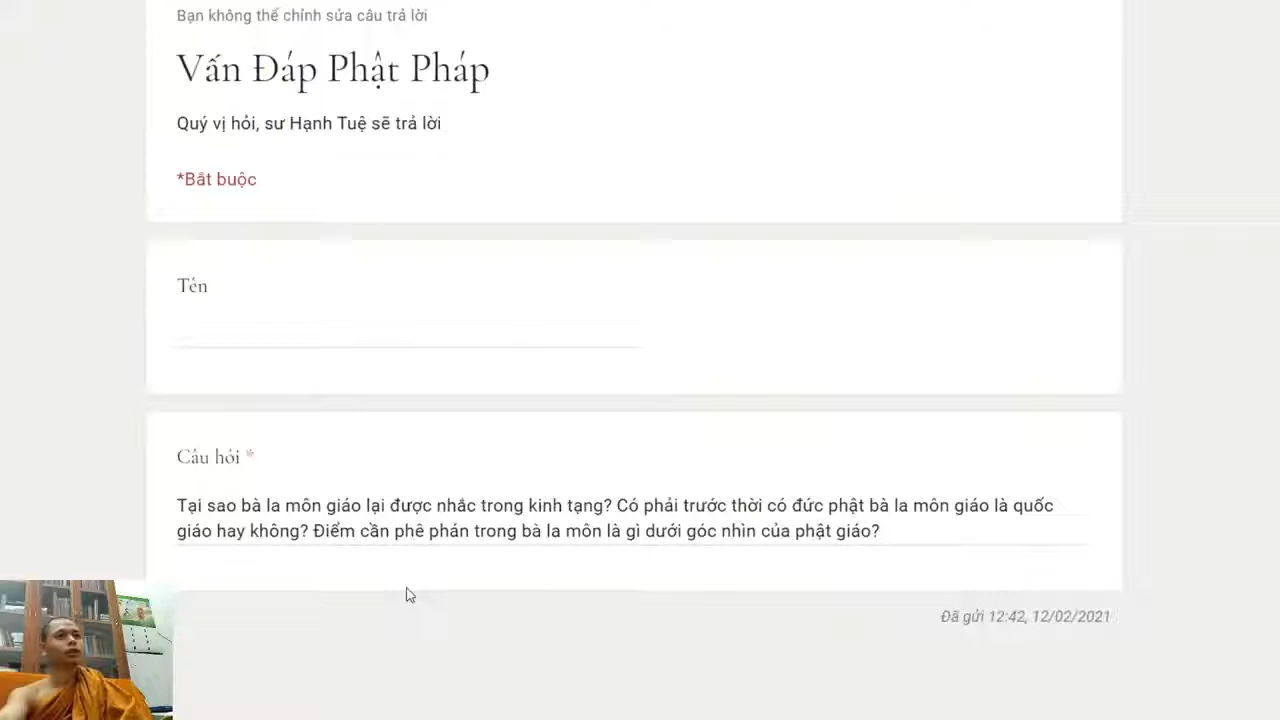 Bạn không thể chỉnh sửa câu trả lời
Vấn Đáp Phật Pháp
Quý vị hỏi, sư Hạnh Tuệ sẽ trả lời
*Bắt buộc
Tên
Câu hỏi *
Tại sao bà la môn giáo lại được nhắc trong kinh tạng? Có phải trước thời có đức phật bà la môn giáo là quốc
giáo hay không? Điểm cần phê phán trong bà la môn là gì dưới góc nhìn của phật giáo?
Đã gửi 12:42, 12/02/2021